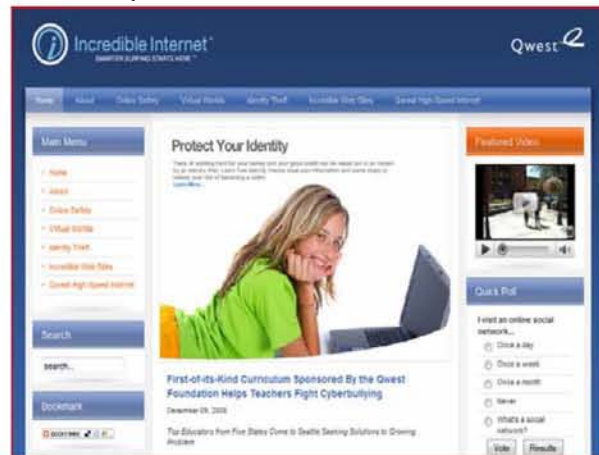 Incredible Internet
SMARTER SURFING STARTS HERE
Qwest
Home About Online Safety Virtual Worlds Identity Theft Incredible Web Sites Qwest High-Speed Internet
Main Menu
Home
About
Online Safety
Virtual Worlds
Identity Theft
Incredible Web Sites
Qwest High-Speed Internet
Search
search...
Bookmark
BOOKMARK
Protect Your Identity
Learn More...
First-of-its-Kind Curriculum Sponsored By the Qwest
Foundation Helps Teachers Fight Cyberbullying
Top Educators from Five States Come to Seattle Seeking Solutions to Growing
Problem
Featured Video
Quick Poll
I visit an online social
network...
Once a day
Once a week
Once a month
Never
What's a social
network?
Vote Results